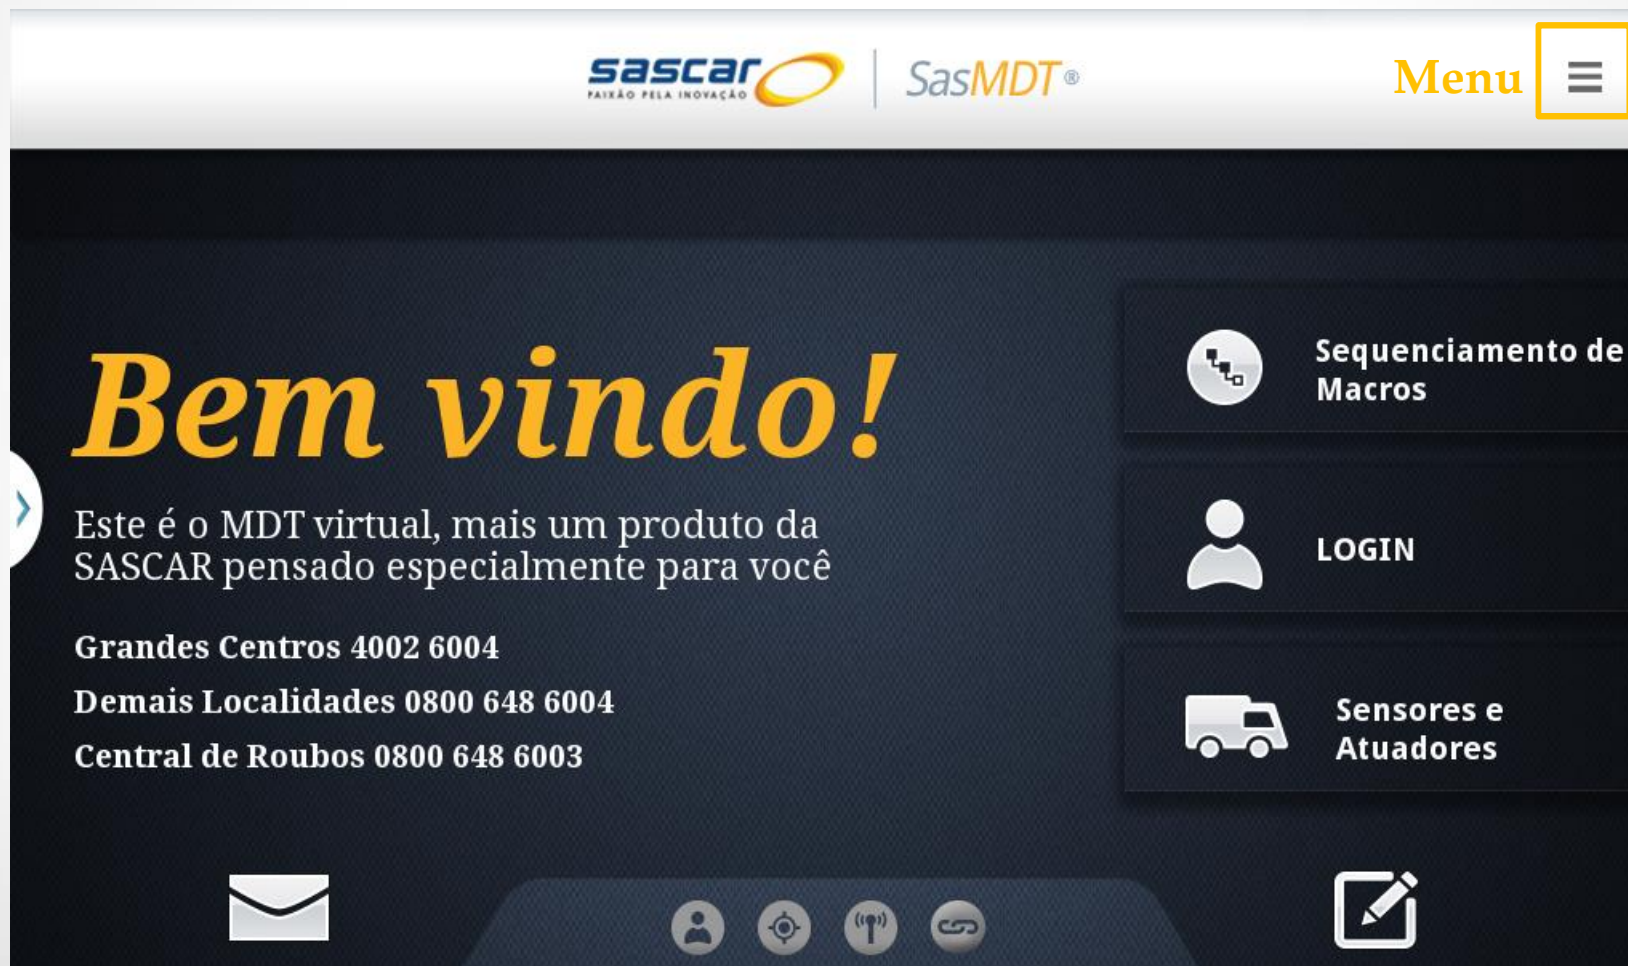 sascar
PAIXÃO PELA INOVAÇÃO
SasMDT®
Menu
Bem vindo!
Este é o MDT virtual, mais um produto da
SASCAR pensado especialmente para você
Grandes Centros 4002 6004
Demais Localidades 0800 648 6004
Central de Roubos 0800 648 6003
Sequenciamento de
Macros
LOGIN
Sensores e
Atuadores